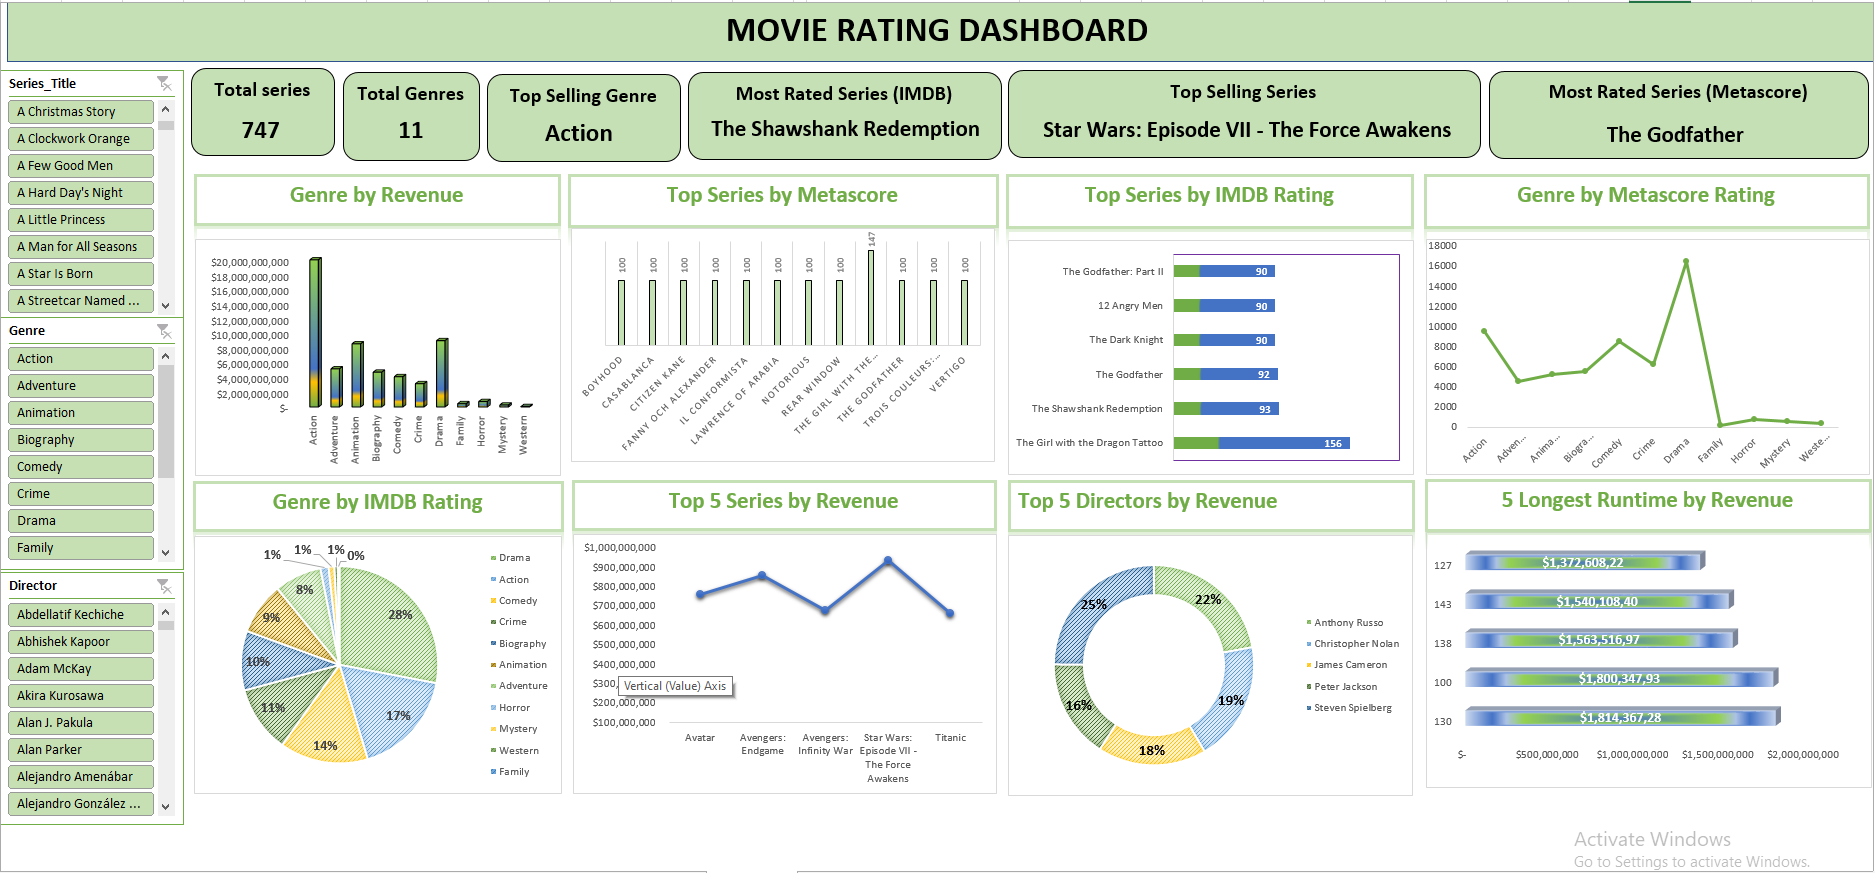 MOVIE RATING DASHBOARD
Series_Title
A Christmas Story
A Clockwork Orange
A Few Good Men
A Hard Day's Night
A Little Princess
A Man for All Seasons
A Star Is Born
A Streetcar Named ...
Genre
Action
Adventure
Animation
Biography
Comedy
Crime
Drama
Family
Director
Abdellatif Kechiche
Abhishek Kapoor
Adam McKay
Akira Kurosawa
Alan J. Pakula
Alan Parker
Alejandro Amenábar
Alejandro González ...
Total series
747
Total Genres
11
Top Selling Genre
Action
Most Rated Series (IMDB)
The Shawshank Redemption
Top Selling Series
Star Wars: Episode VII - The Force Awakens
Most Rated Series (Metascore)
The Godfather
Genre by Revenue
$20,000,000,000
$18,000,000,000
$16,000,000,000
$14,000,000,000
$12,000,000,000
$10,000,000,000
$8,000,000,000
$6,000,000,000
$4,000,000,000
$2,000,000,000
$-
Action
Adventure
Animation
Biography
Comedy
Crime
Drama
Family
Horror
Mystery
Western
Top Series by Metascore
100
100
100
100
100
100
100
100
147
100
100
100
BOYHOOD
CASABLANCA
CITIZEN KANE
FANNY OCH ALEXANDER
IL CONFORMISTA
LAWRENCE OF ARABIA
NOTORIOUS
REAR WINDOW
THE GIRL WITH THE...
THE GODFATHER
TROIS COULEURS:...
VERTIGO
Top Series by IMDB Rating
The Godfather: Part II 90
12 Angry Men 90
The Dark Knight 90
The Godfather 92
The Shawshank Redemption 93
The Girl with the Dragon Tattoo 156
Genre by Metascore Rating
18000
16000
14000
12000
10000
8000
6000
4000
2000
0
Action
Adven...
Anima...
Biogra...
Comedy
Crime
Drama
Family
Horror
Mystery
Weste...
Genre by IMDB Rating
28%
17%
14%
11%
10%
9%
8%
1%
1%
1%
0%
Drama
Action
Comedy
Crime
Biography
Animation
Adventure
Horror
Mystery
Western
Family
Top 5 Series by Revenue
$1,000,000,000
$900,000,000
$800,000,000
$700,000,000
$600,000,000
$500,000,000
$400,000,000
$300,
Vertical (Value) Axis
$200,000,000
$100,000,000
Avatar
Avengers:
Endgame
Avengers:
Infinity War
Star Wars:
Episode VII -
The Force
Awakens
Titanic
Top 5 Directors by Revenue
22%
19%
18%
16%
25%
Anthony Russo
Christopher Nolan
James Cameron
Peter Jackson
Steven Spielberg
5 Longest Runtime by Revenue
127 $1,372,608,22
143 $1,540,108,40
138 $1,563,516,97
100 $1,800,347,93
130 $1,814,367,28
$- $500,000,000 $1,000,000,000 $1,500,000,000 $2,000,000,000
Activate Windows
Go to Settings to activate Windows.